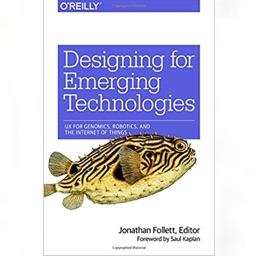 O'REILLY®
Designing for
Emerging
Technologies
UX FOR GENOMICS, ROBOTICS, AND
THE INTERNET OF THINGS
Jonathan Follett, Editor
Foreword by Saul Kaplan